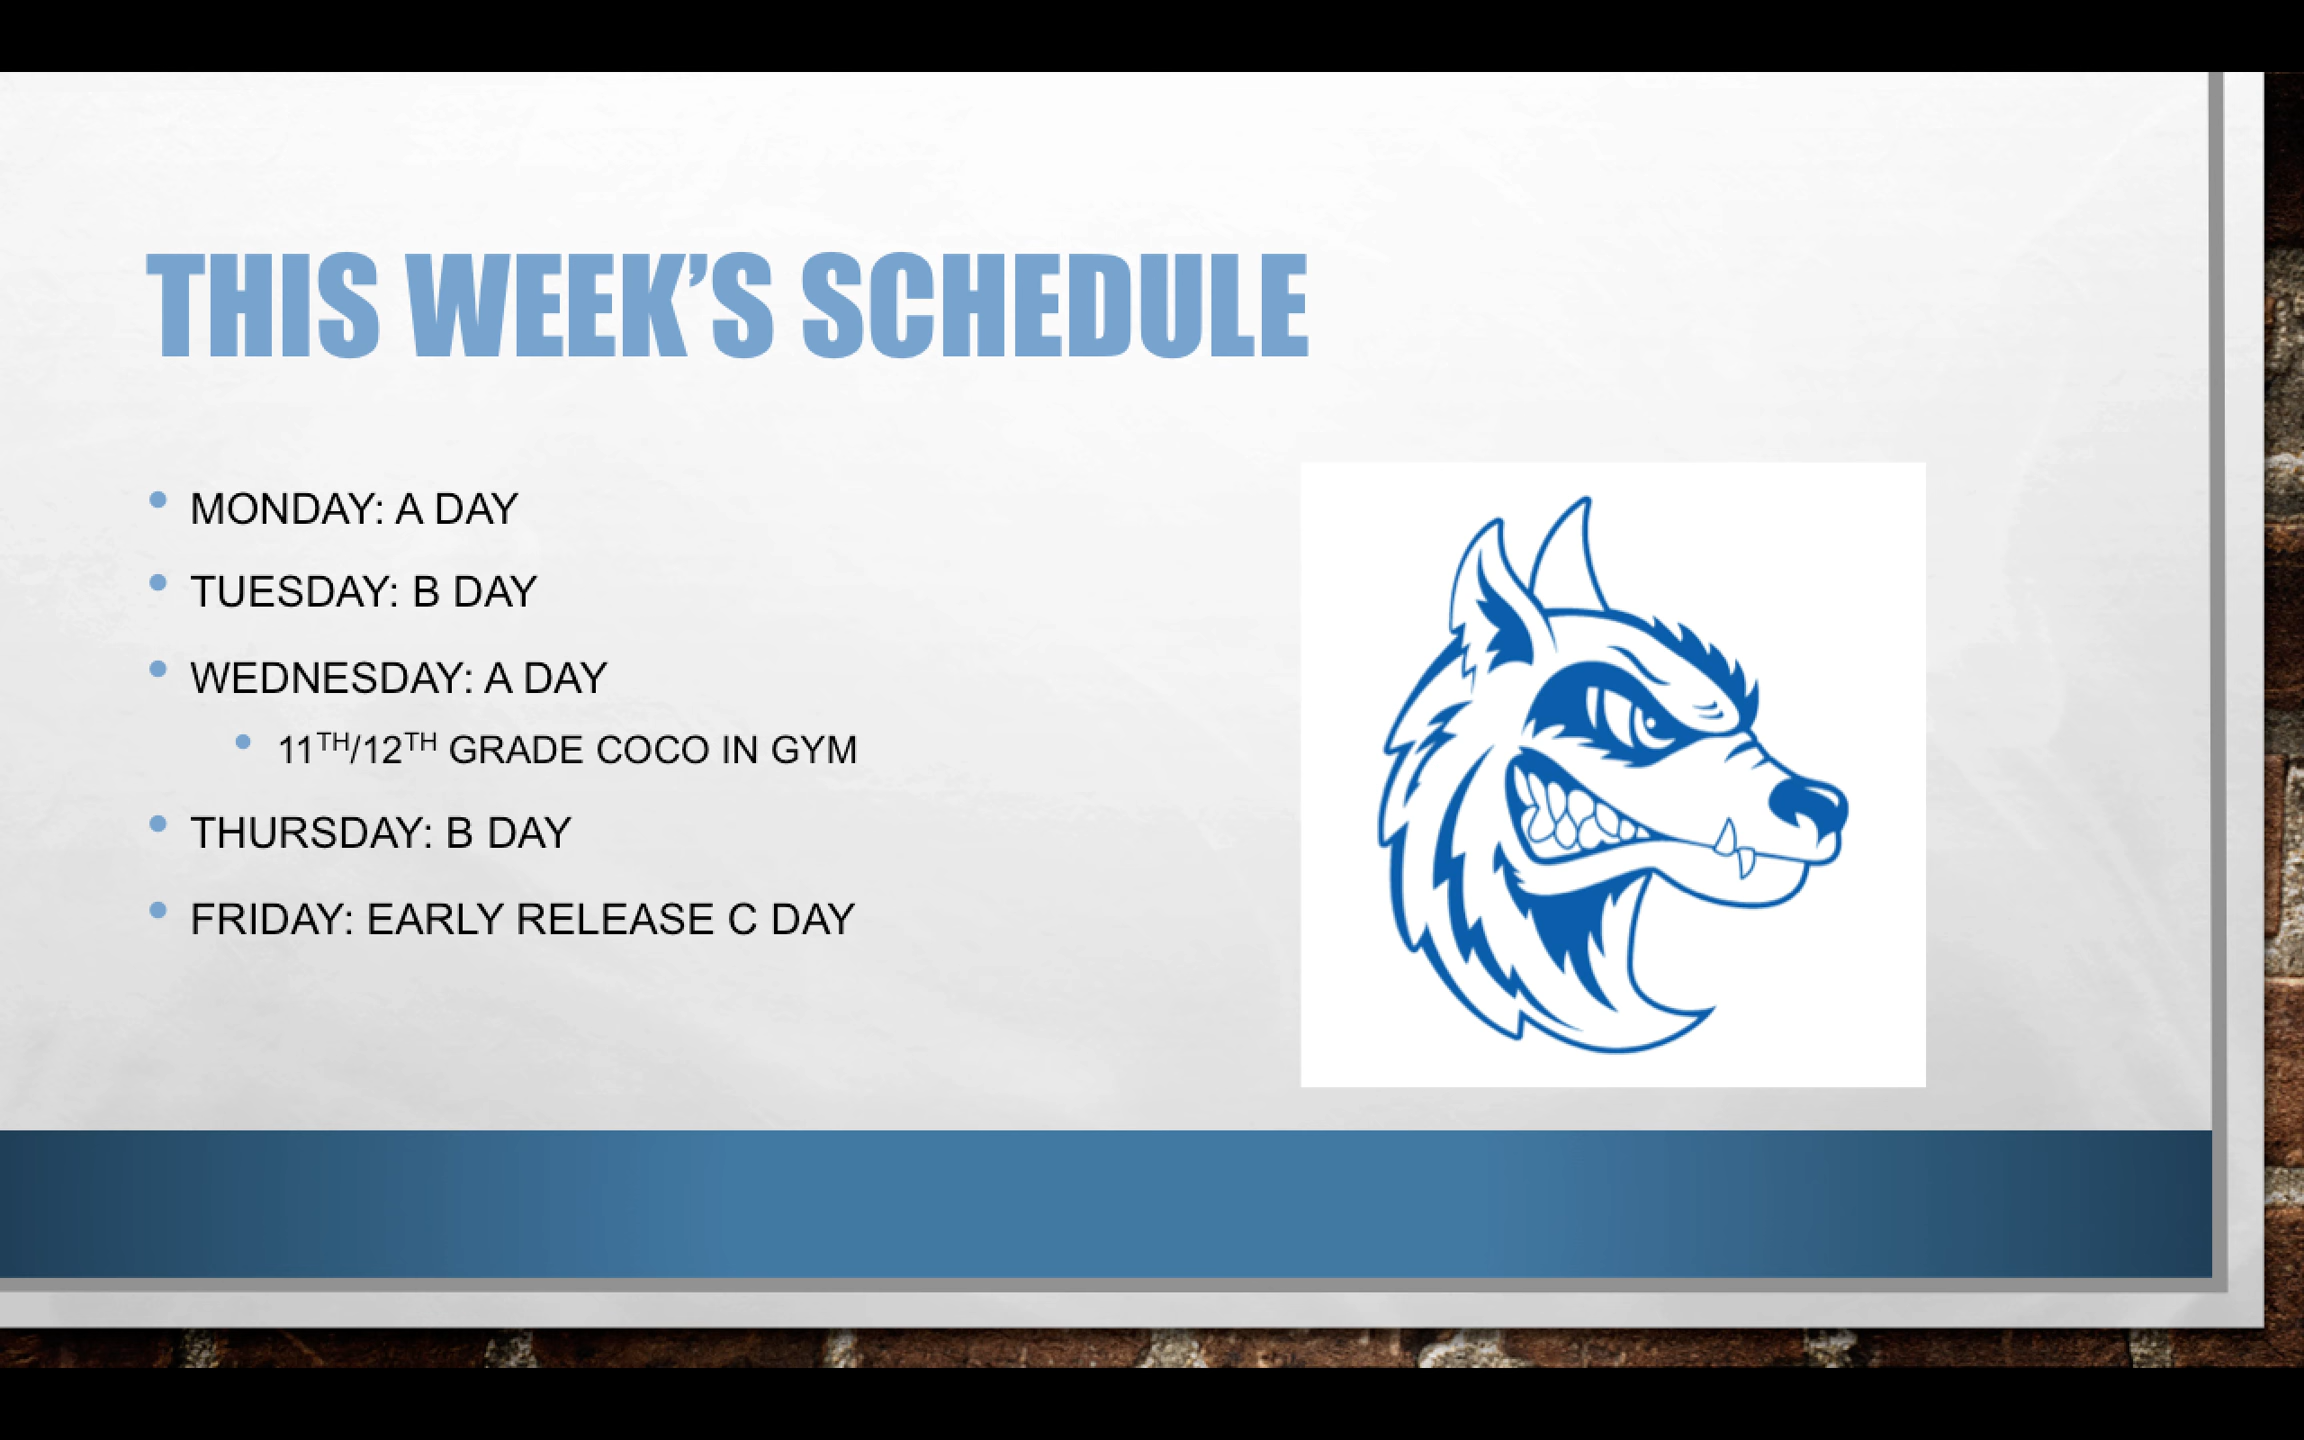 THIS WEEK’S SCHEDULE
• MONDAY: A DAY
• TUESDAY: B DAY
• WEDNESDAY: A DAY
• 11TH/12TH GRADE COCO IN GYM
• THURSDAY: B DAY
• FRIDAY: EARLY RELEASE C DAY